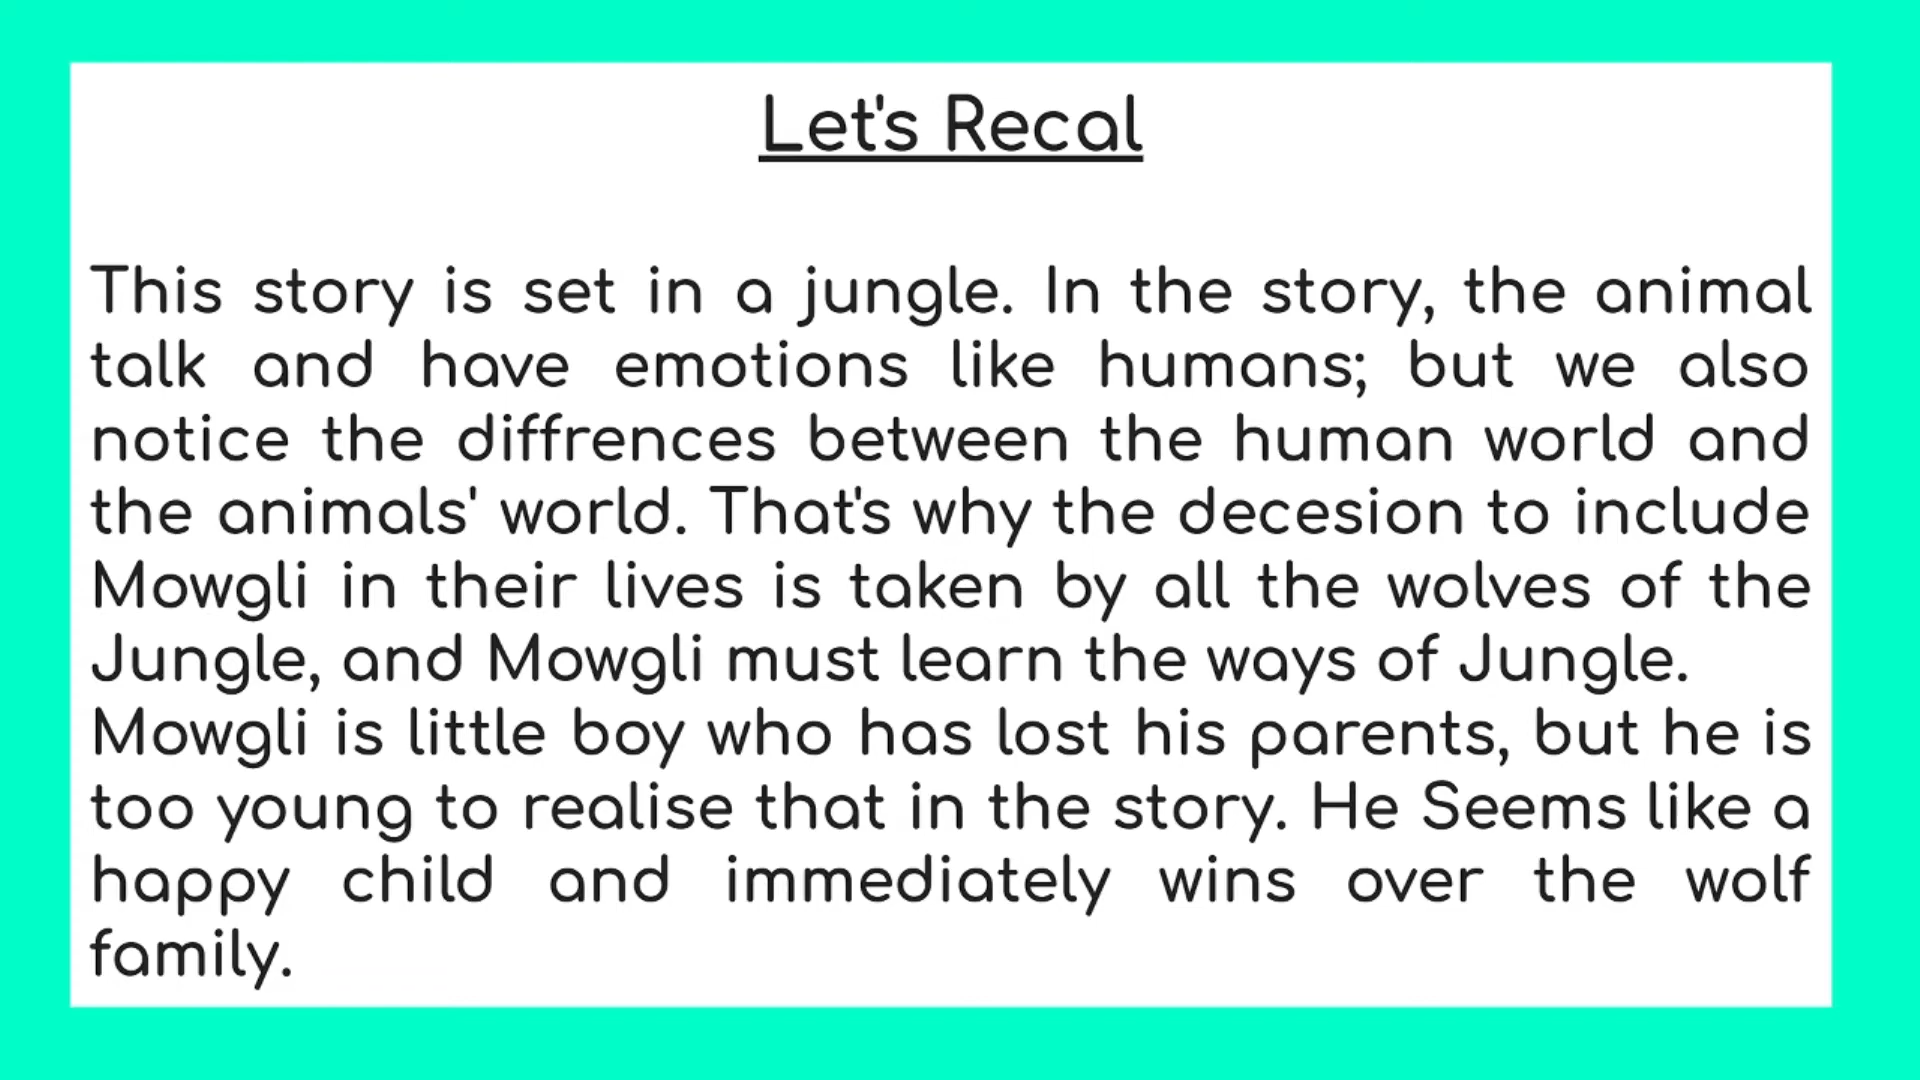 Let's Recal
This story is set in a jungle. In the story, the animal
talk and have emotions like humans; but we also
notice the diffrences between the human world and
the animals' world. That's why the decesion to include
Mowgli in their lives is taken by all the wolves of the
Jungle, and Mowgli must learn the ways of Jungle.
Mowgli is little boy who has lost his parents, but he is
too young to realise that in the story. He Seems like a
happy child and immediately wins over the wolf
family.